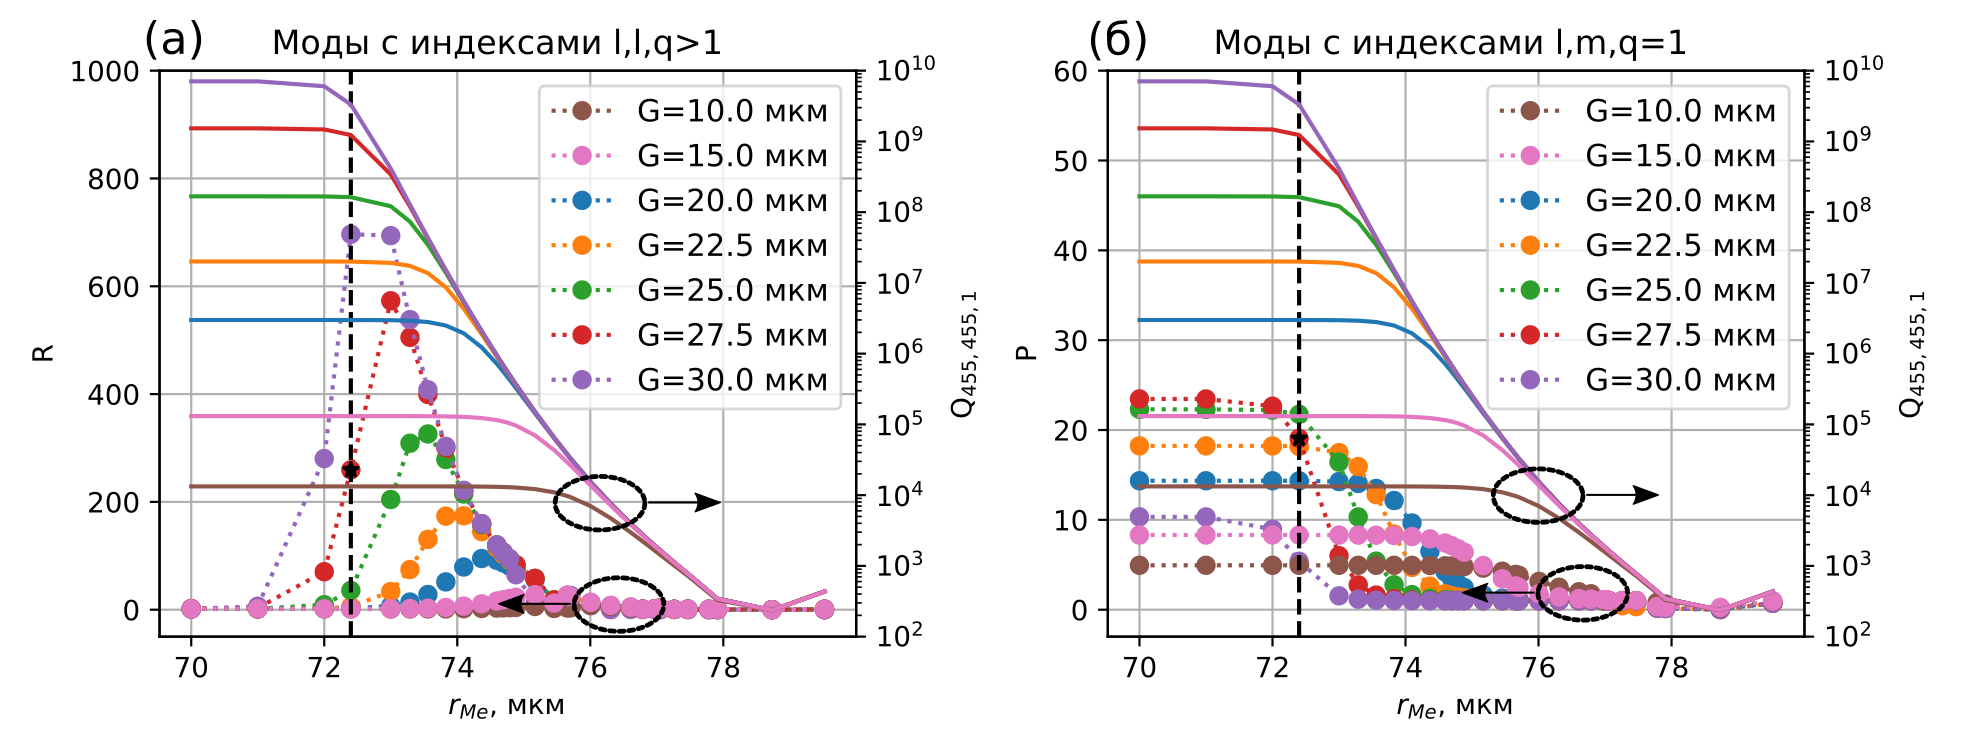 (а) Моды с индексами l,l,q>1
1000
800
600
400
200
0
R
10^10
10^9
10^8
10^7
10^6
10^5
10^4
10^3
10^2
Q_455,455,1
G=10.0 мкм
G=15.0 мкм
G=20.0 мкм
G=22.5 мкм
G=25.0 мкм
G=27.5 мкм
G=30.0 мкм
70 72 74 76 78
r_Me, мкм
(б) Моды с индексами l,m,q=1
60
50
40
30
20
10
0
P
10^10
10^9
10^8
10^7
10^6
10^5
10^4
10^3
10^2
Q_455,455,1
G=10.0 мкм
G=15.0 мкм
G=20.0 мкм
G=22.5 мкм
G=25.0 мкм
G=27.5 мкм
G=30.0 мкм
70 72 74 76 78
r_Me, мкм